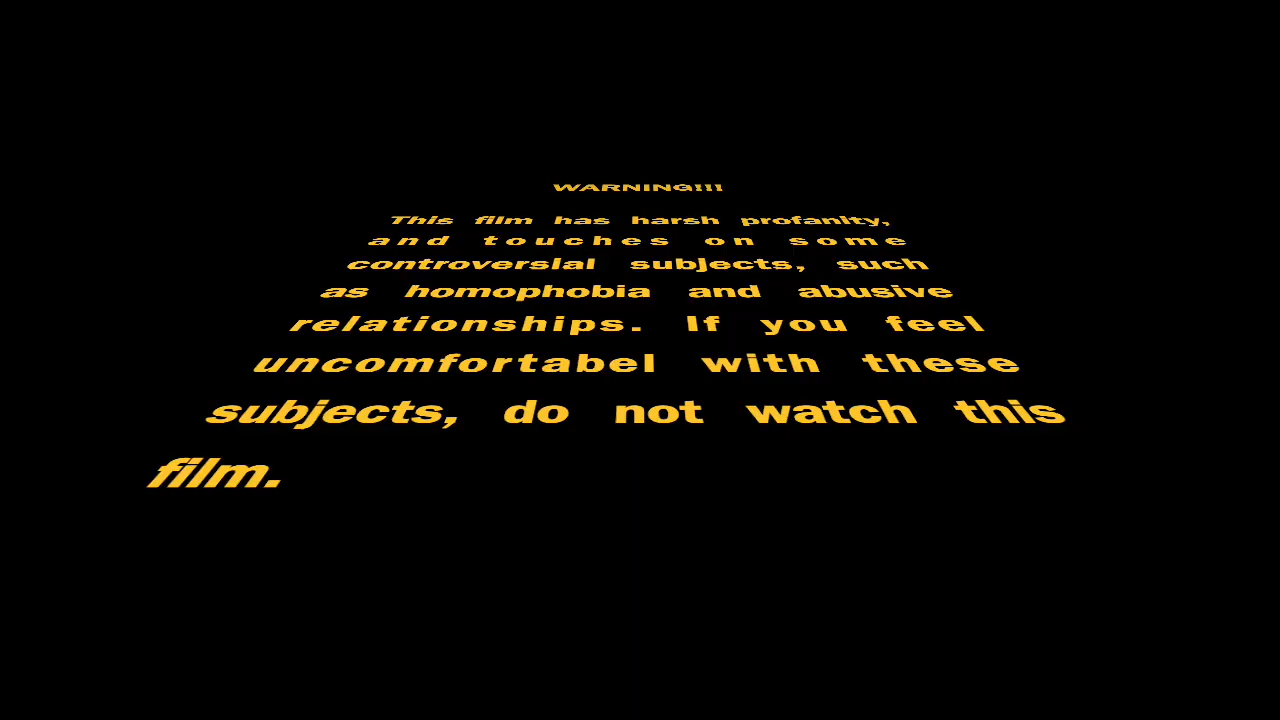 WARNING!!!
This film has harsh profanity,
and touches on some
controversial subjects, such
as homophobia and abusive
relationships. If you feel
uncomfortabel with these
subjects, do not watch this
film.